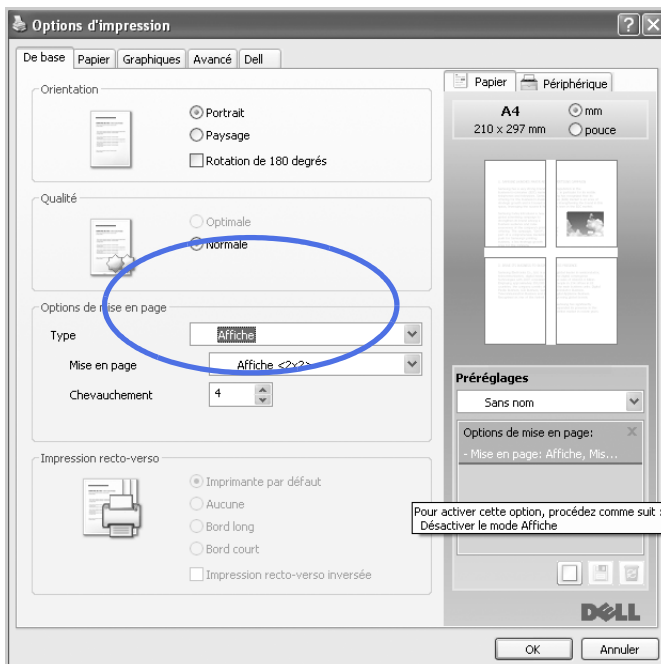 Options d'impression
De base Papier Graphiques Avancé Dell
Orientation
Portrait
Paysage
Rotation de 180 degrés
Qualité
Optimale
Normale
Options de mise en page
Type Affiche
Mise en page Affiche <2x2>
Chevauchement 4
Impression recto-verso
Imprimante par défaut
Aucune
Bord long
Bord court
Impression recto-verso inversée
Papier Périphérique
A4 mm
210 x 297 mm pouce
Préréglages
Sans nom
Options de mise en page:
- Mise en page: Affiche, Mis...
Pour activer cette option, procédez comme suit :
Désactiver le mode Affiche
DELL
OK Annuler